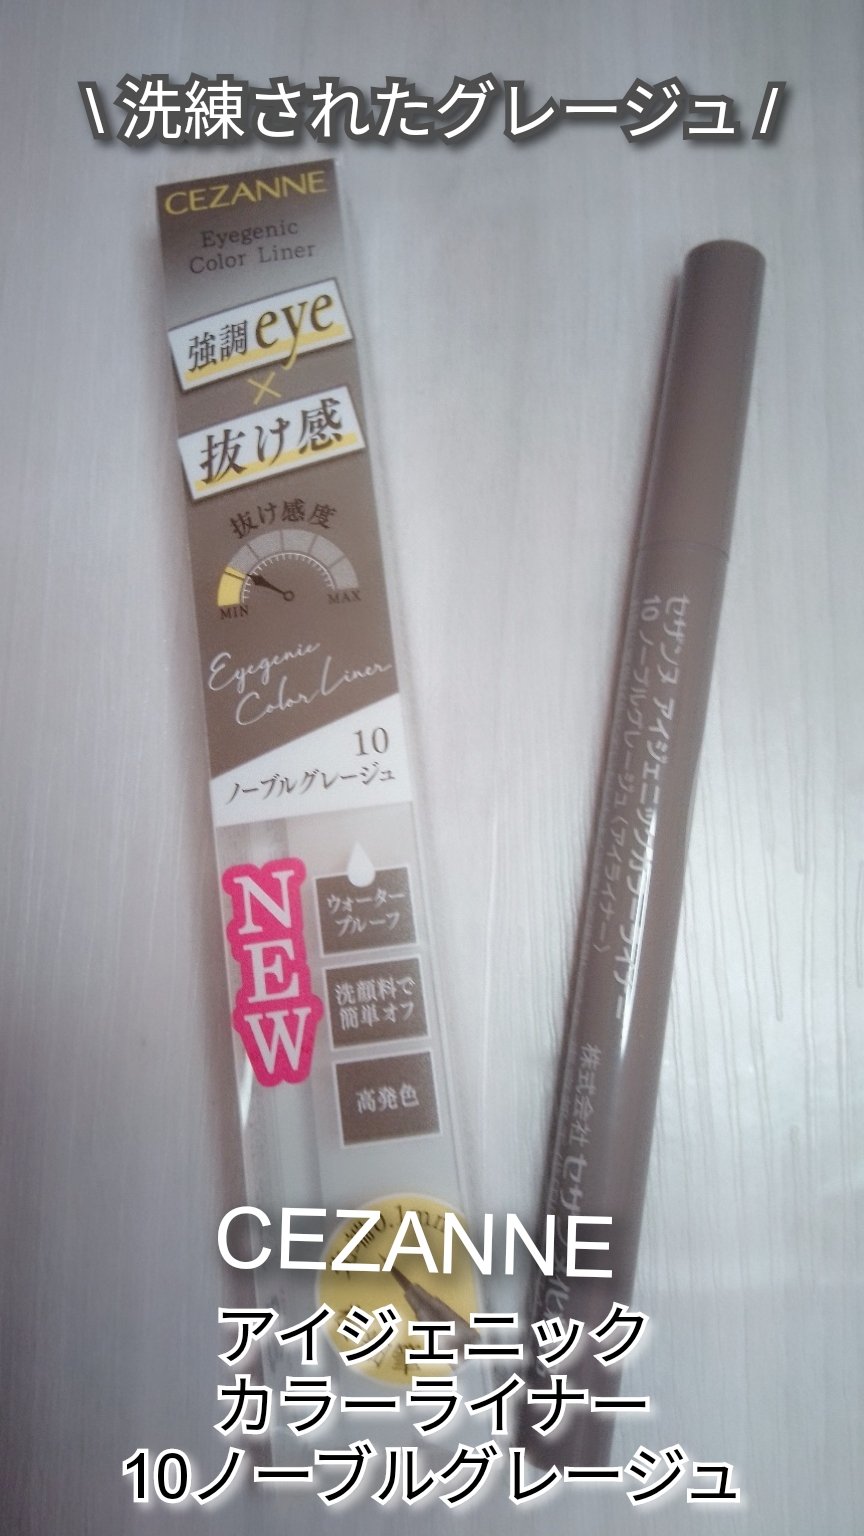 \ 洗練されたグレージュ /
CEZANNE
Eyegenic
Color Liner
強調eye
×
抜け感
抜け感度
MIN MAX
Eyegenic
Color Liner
10
ノーブルグレージュ
NEW
ウォーター
プルーフ
洗顔料で
簡単オフ
高発色
0.1mm
セザンヌ アイジェニックカラーライナー
10 ノーブルグレージュ〈アイライナー〉
株式会社 セザンヌ
CEZANNE
アイジェニック
カラーライナー
10ノーブルグレージュ